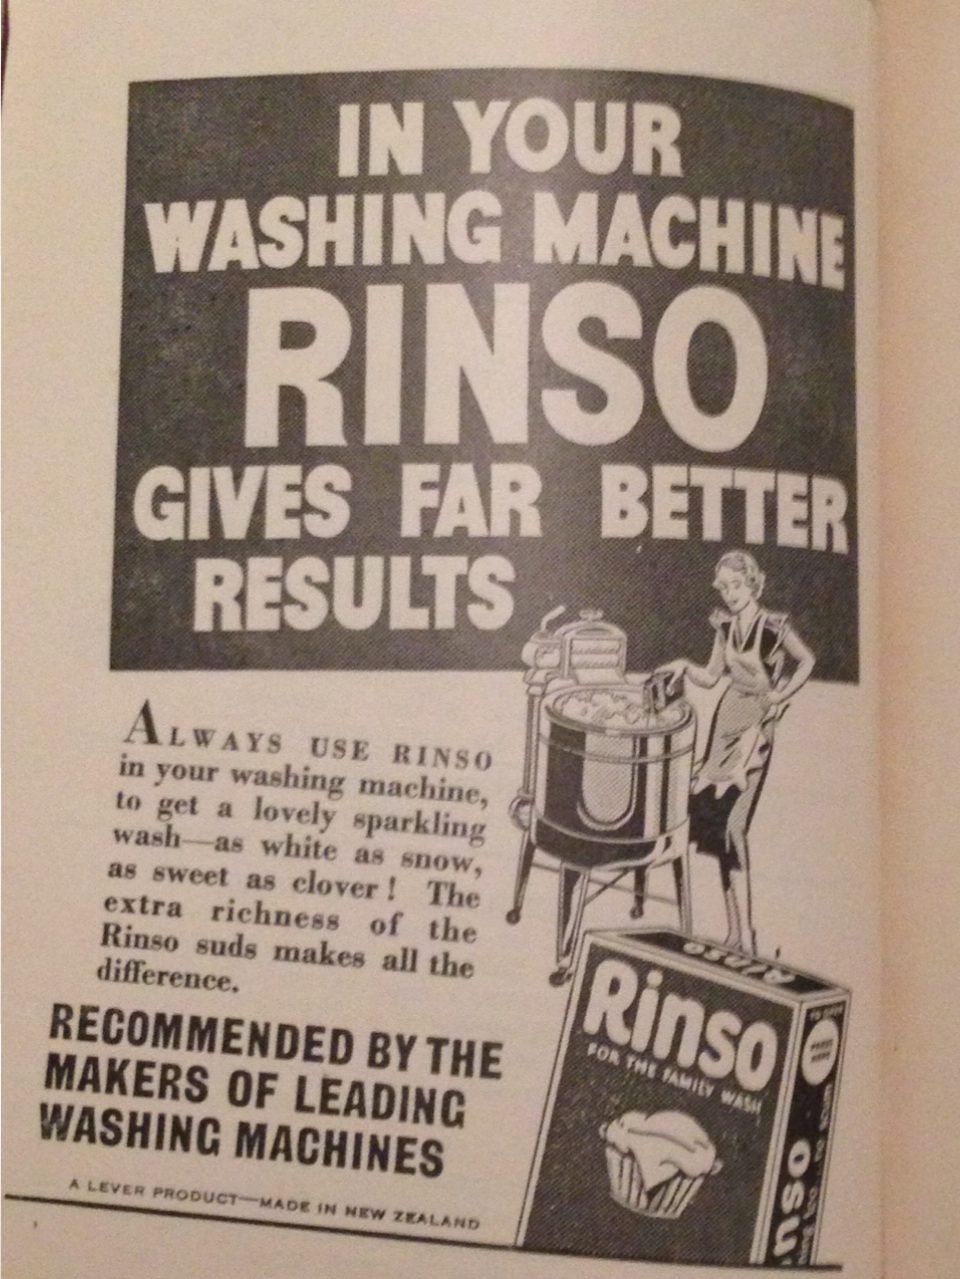 IN YOUR
WASHING MACHINE
RINSO
GIVES FAR BETTER
RESULTS
ALWAYS USE RINSO
in your washing machine,
to get a lovely sparkling
wash—as white as snow,
as sweet as clover! The
extra richness of the
Rinso suds makes all the
difference.
RECOMMENDED BY THE
MAKERS OF LEADING
WASHING MACHINES
A LEVER PRODUCT—MADE IN NEW ZEALAND
Rinso
Rinso
FOR THE FAMILY WASH